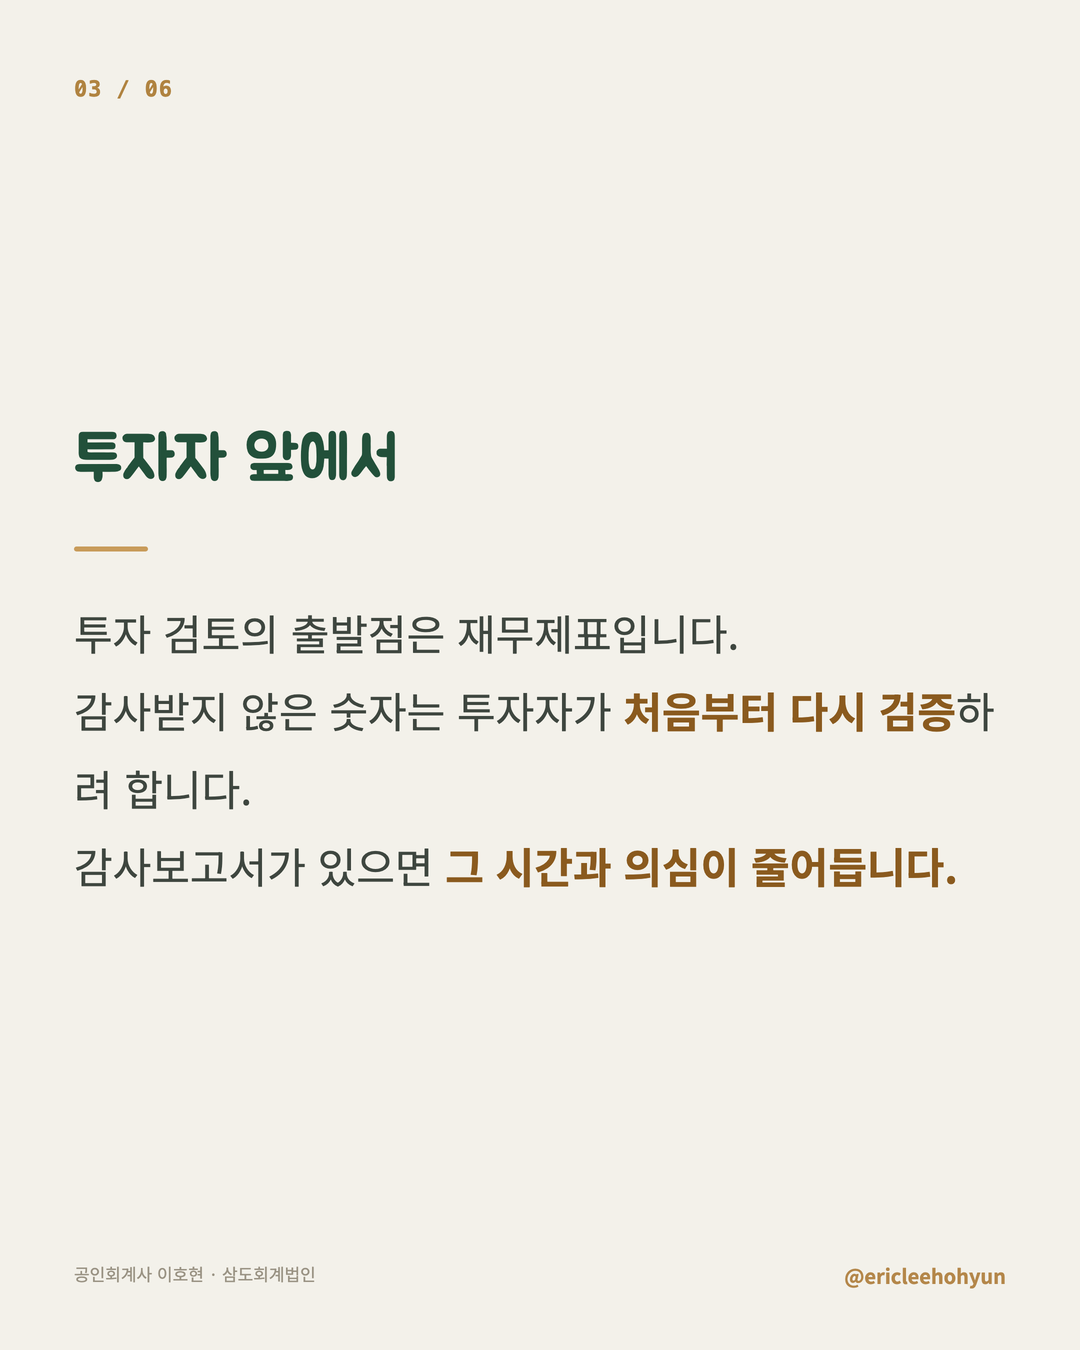 03 / 06
투자자 앞에서
투자 검토의 출발점은 재무제표입니다.
감사받지 않은 숫자는 투자자가 처음부터 다시 검증하
려 합니다.
감사보고서가 있으면 그 시간과 의심이 줄어듭니다.
공인회계사 이호현 · 삼도회계법인
@ericleehohyun